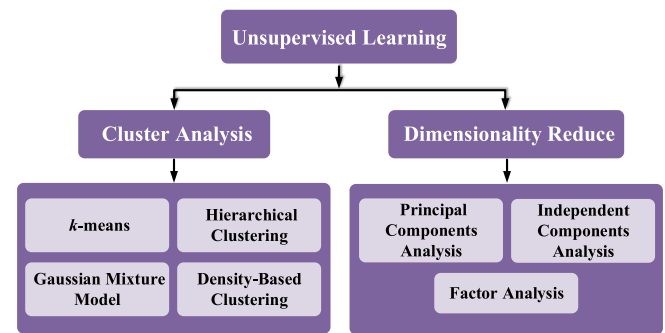 Unsupervised Learning
Cluster Analysis
Dimensionality Reduce
k-means
Hierarchical
Clustering
Gaussian Mixture
Model
Density-Based
Clustering
Principal
Components
Analysis
Independent
Components
Analysis
Factor Analysis